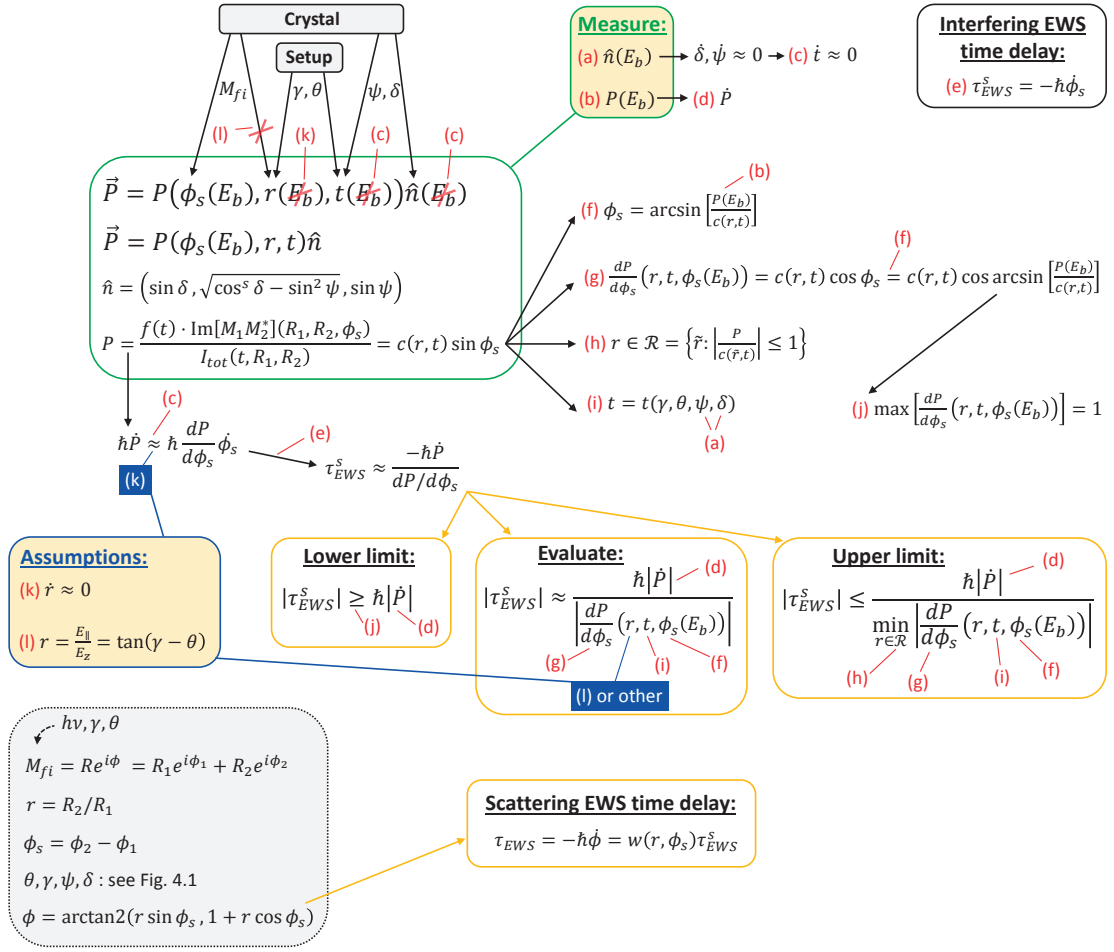 Crystal
Setup
M_{fi}
γ, θ
ψ, δ
(l)
(k)
(c)
(c)
Measure:
(a) n̂(E_b) → δ̇, ψ̇ ≈ 0 → (c) ṫ ≈ 0
(b) P(E_b) → (d) Ṗ
Interfering EWS
time delay:
(e) τ^s_{EWS} = −ħφ̇_s
P⃗ = P(φ_s(E_b), r(E_b), t(E_b))n̂(E_b)
P⃗ = P(φ_s(E_b), r, t)n̂
n̂ = (sin δ, √(cos^s δ − sin² ψ), sin ψ)
P = f(t) · Im[M_1M_2^*](R_1, R_2, φ_s) / I_{tot}(t, R_1, R_2) = c(r, t) sin φ_s
(b)
(f) φ_s = arcsin [P(E_b)/c(r,t)]
(f)
(g) dP/dφ_s (r, t, φ_s(E_b)) = c(r, t) cos φ_s = c(r, t) cos arcsin [P(E_b)/c(r,t)]
(h) r ∈ ℛ = {r̃: |P/c(r̃,t)| ≤ 1}
(i) t = t(γ, θ, ψ, δ)
(a)
(j) max [dP/dφ_s (r, t, φ_s(E_b))] = 1
(c)
ħṖ ≈ ħ dP/dφ_s φ̇_s
(k)
(e)
τ^s_{EWS} ≈ −ħṖ / dP/dφ_s
Assumptions:
(k) ṙ ≈ 0
(l) r = E_∥/E_z = tan(γ − θ)
Lower limit:
|τ^s_{EWS}| ≥ ħ|Ṗ|
(j)
(d)
Evaluate:
|τ^s_{EWS}| ≈ ħ|Ṗ| / |dP/dφ_s (r, t, φ_s(E_b))|
(d)
(g)
(i)
(f)
(l) or other
Upper limit:
|τ^s_{EWS}| ≤ ħ|Ṗ| / min_{r∈ℛ} |dP/dφ_s (r, t, φ_s(E_b))|
(d)
(h)
(g)
(i)
(f)
hν, γ, θ
M_{fi} = Re^{iφ} = R_1e^{iφ_1} + R_2e^{iφ_2}
r = R_2/R_1
φ_s = φ_2 − φ_1
θ, γ, ψ, δ : see Fig. 4.1
φ = arctan2(r sin φ_s, 1 + r cos φ_s)
Scattering EWS time delay:
τ_{EWS} = −ħφ̇ = w(r, φ_s)τ^s_{EWS}